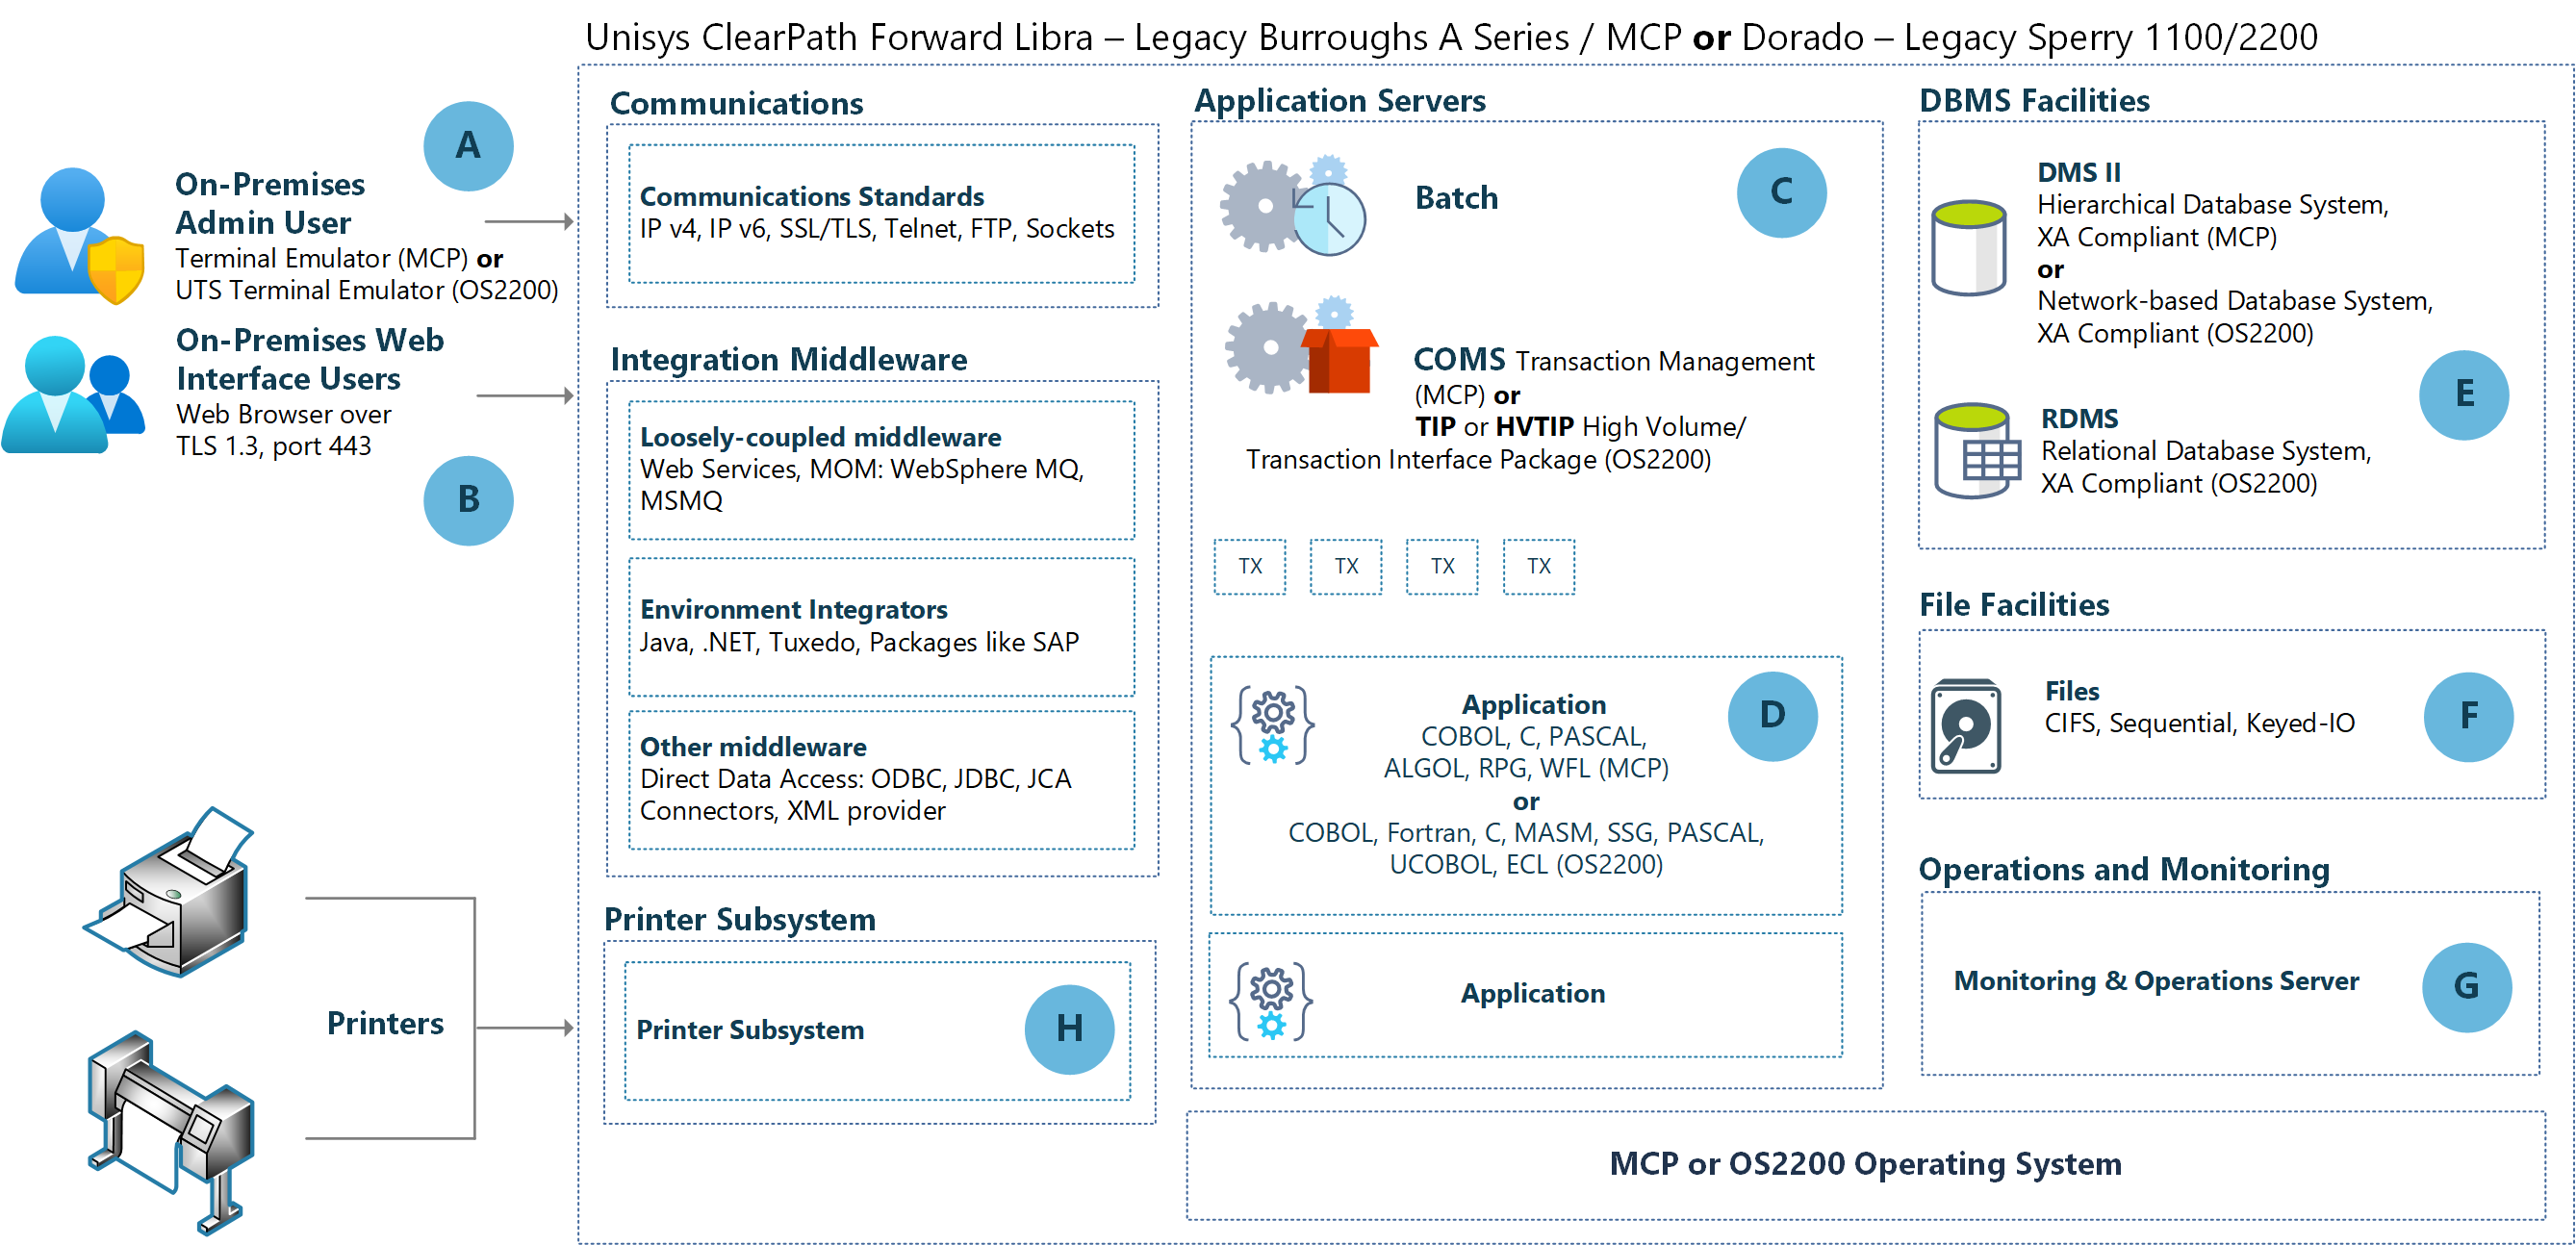 Unisys ClearPath Forward Libra – Legacy Burroughs A Series / MCP or Dorado – Legacy Sperry 1100/2200
A
On-Premises
Admin User
Terminal Emulator (MCP) or
UTS Terminal Emulator (OS2200)
On-Premises Web
Interface Users
Web Browser over
TLS 1.3, port 443
B
Printers
Communications
Communications Standards
IP v4, IP v6, SSL/TLS, Telnet, FTP, Sockets
Integration Middleware
Loosely-coupled middleware
Web Services, MOM: WebSphere MQ,
MSMQ
Environment Integrators
Java, .NET, Tuxedo, Packages like SAP
Other middleware
Direct Data Access: ODBC, JDBC, JCA
Connectors, XML provider
Printer Subsystem
Printer Subsystem
H
Application Servers
Batch
C
COMS Transaction Management
(MCP) or
TIP or HVTIP High Volume/
Transaction Interface Package (OS2200)
TX TX TX TX
Application
D
COBOL, C, PASCAL,
ALGOL, RPG, WFL (MCP)
or
COBOL, Fortran, C, MASM, SSG, PASCAL,
UCOBOL, ECL (OS2200)
Application
DBMS Facilities
DMS II
Hierarchical Database System,
XA Compliant (MCP)
or
Network-based Database System,
XA Compliant (OS2200)
E
RDMS
Relational Database System,
XA Compliant (OS2200)
File Facilities
Files
CIFS, Sequential, Keyed-IO
F
Operations and Monitoring
Monitoring & Operations Server
G
MCP or OS2200 Operating System